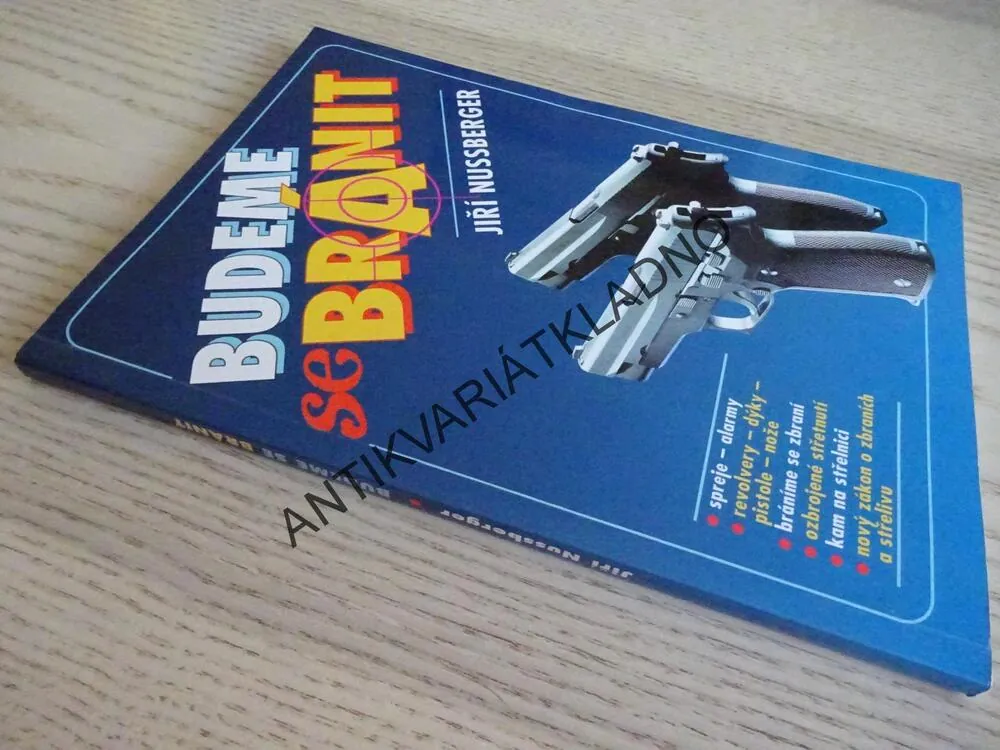 BUDEME
se BRÁNIT
JIŘÍ NUSSBERGER
spreje – alarmy
revolvery – dýky –
pistole – nože
bráníme se zbraní
ozbrojené střetnutí
kam na střelnici
nový zákon o zbraních
a střelivu
Jiří Nussberger
BUDEME SE BRÁNIT
ANTIKVARIÁTKLADNO